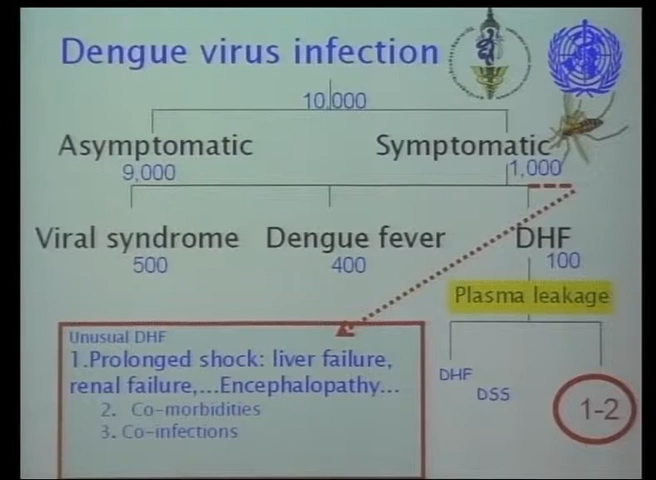 Dengue virus infection
10,000
Asymptomatic
Symptomatic
9,000
1,000
Viral syndrome
Dengue fever
DHF
500
400
100
Plasma leakage
Unusual DHF
1.Prolonged shock: liver failure,
renal failure,...Encephalopathy...
2. Co-morbidities
3. Co-infections
DHF
DSS
1-2